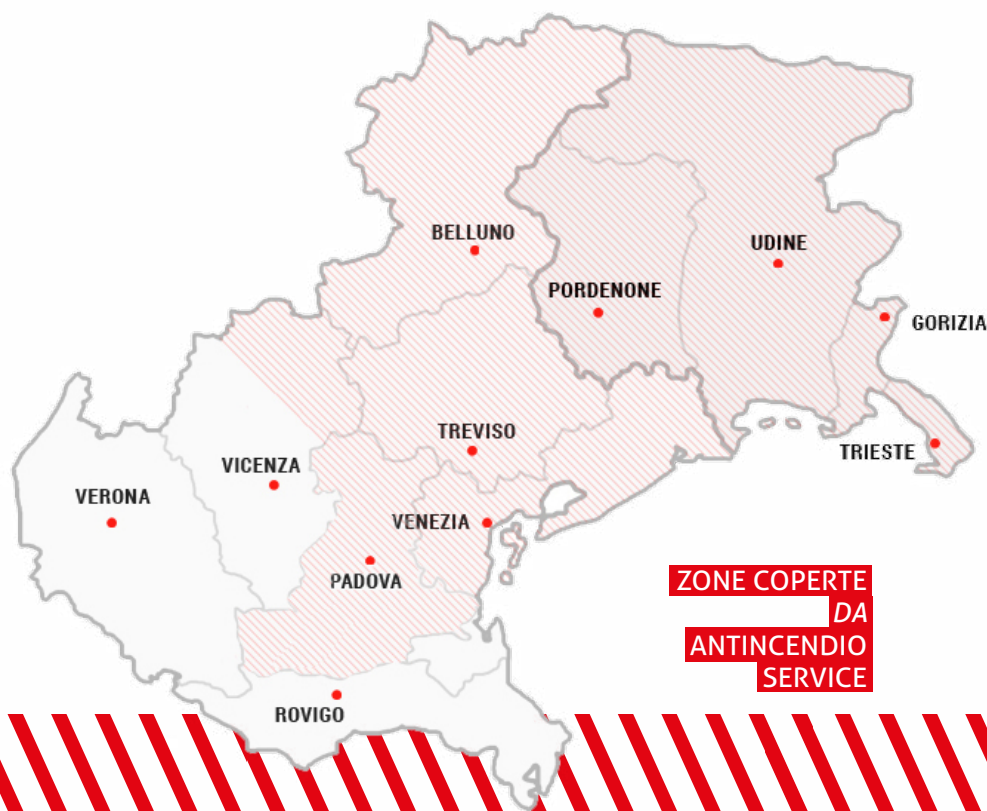 BELLUNO
UDINE
PORDENONE
GORIZIA
TREVISO
TRIESTE
VICENZA
VERONA
VENEZIA
PADOVA
ROVIGO
ZONE COPERTE
DA
ANTINCENDIO
SERVICE